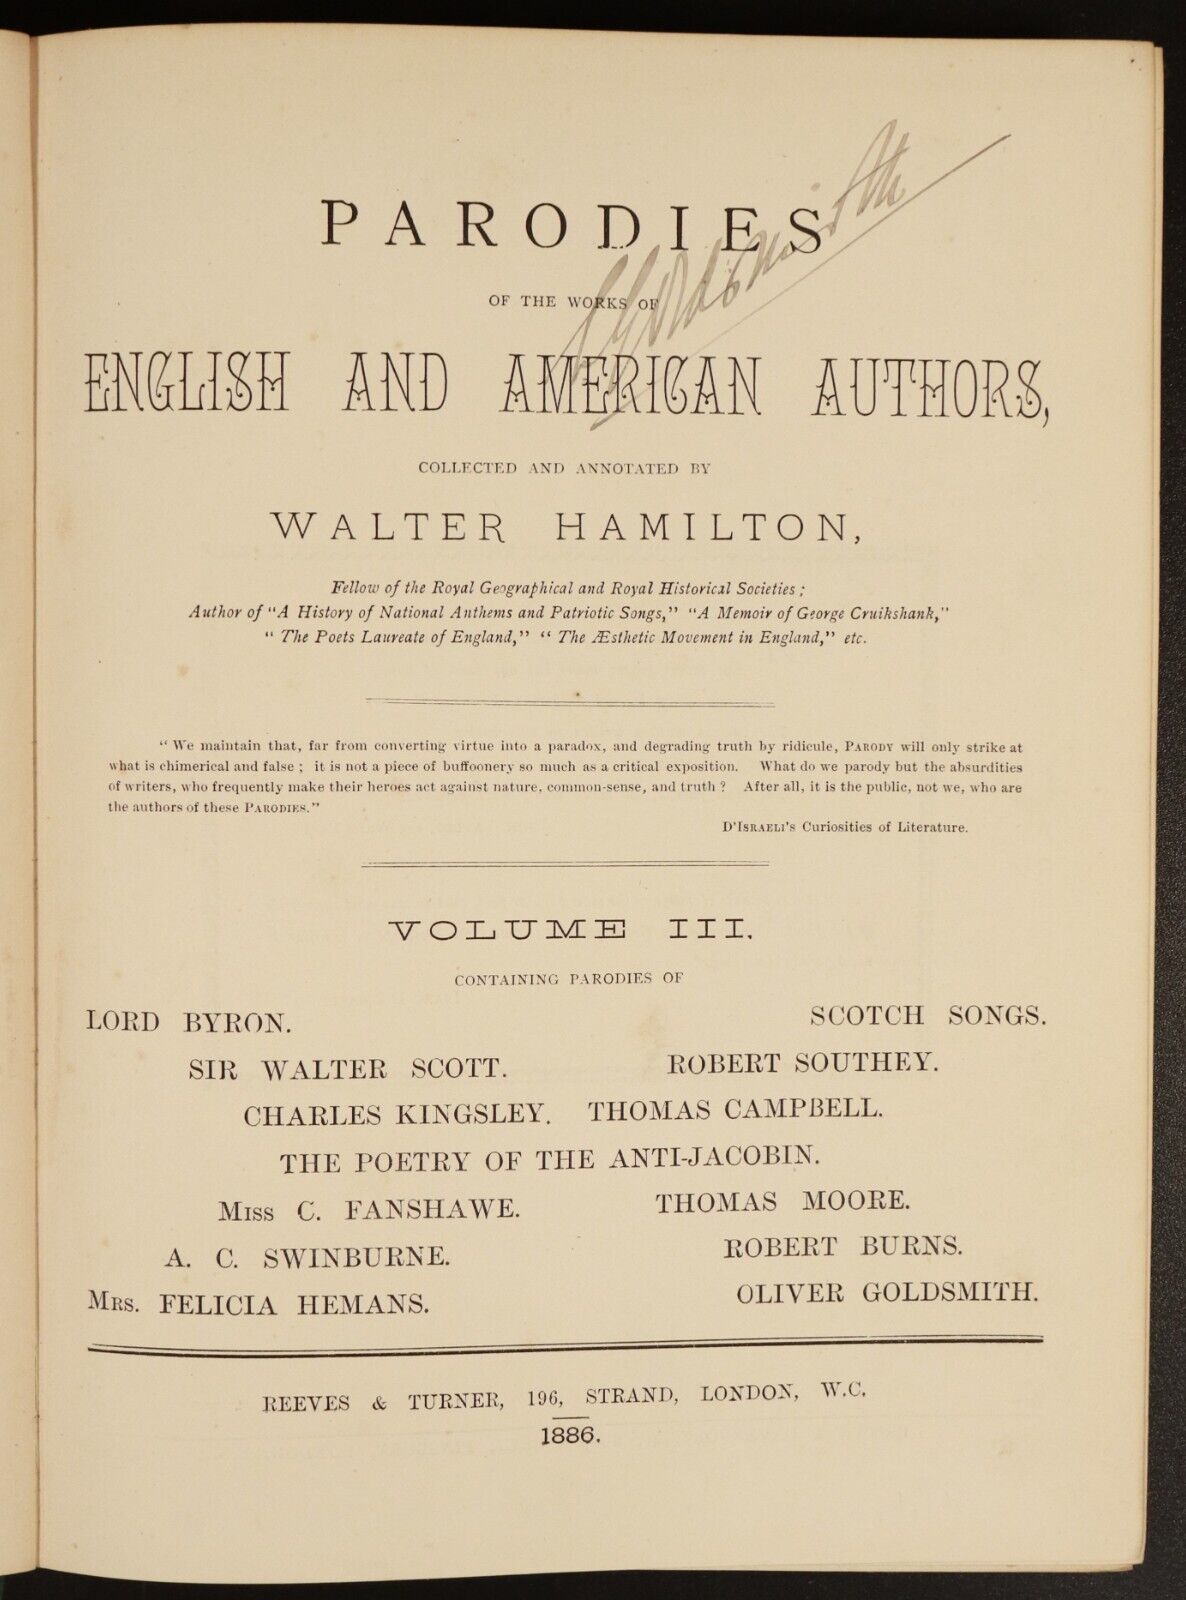 PARODIES
OF THE WORKS OF
Goldsmith
ENGLISH AND AMERICAN AUTHORS,
COLLECTED AND ANNOTATED BY
WALTER HAMILTON,
Fellow of the Royal Geographical and Royal Historical Societies ;
Author of "A History of National Anthems and Patriotic Songs," "A Memoir of George Cruikshank,"
" The Poets Laureate of England," " The Æsthetic Movement in England," etc.
" We maintain that, far from converting virtue into a paradox, and degrading truth by ridicule, PARODY will only strike at
what is chimerical and false ; it is not a piece of buffoonery so much as a critical exposition. What do we parody but the absurdities
of writers, who frequently make their heroes act against nature, common-sense, and truth ? After all, it is the public, not we, who are
the authors of these PARODIES."
D'ISRAELI'S Curiosities of Literature.
VOLUME III.
CONTAINING PARODIES OF
LORD BYRON. SCOTCH SONGS.
SIR WALTER SCOTT. ROBERT SOUTHEY.
CHARLES KINGSLEY. THOMAS CAMPBELL.
THE POETRY OF THE ANTI-JACOBIN.
MISS C. FANSHAWE. THOMAS MOORE.
A. C. SWINBURNE. ROBERT BURNS.
MRS. FELICIA HEMANS. OLIVER GOLDSMITH.
REEVES & TURNER, 196, STRAND, LONDON, W.C.
1886.